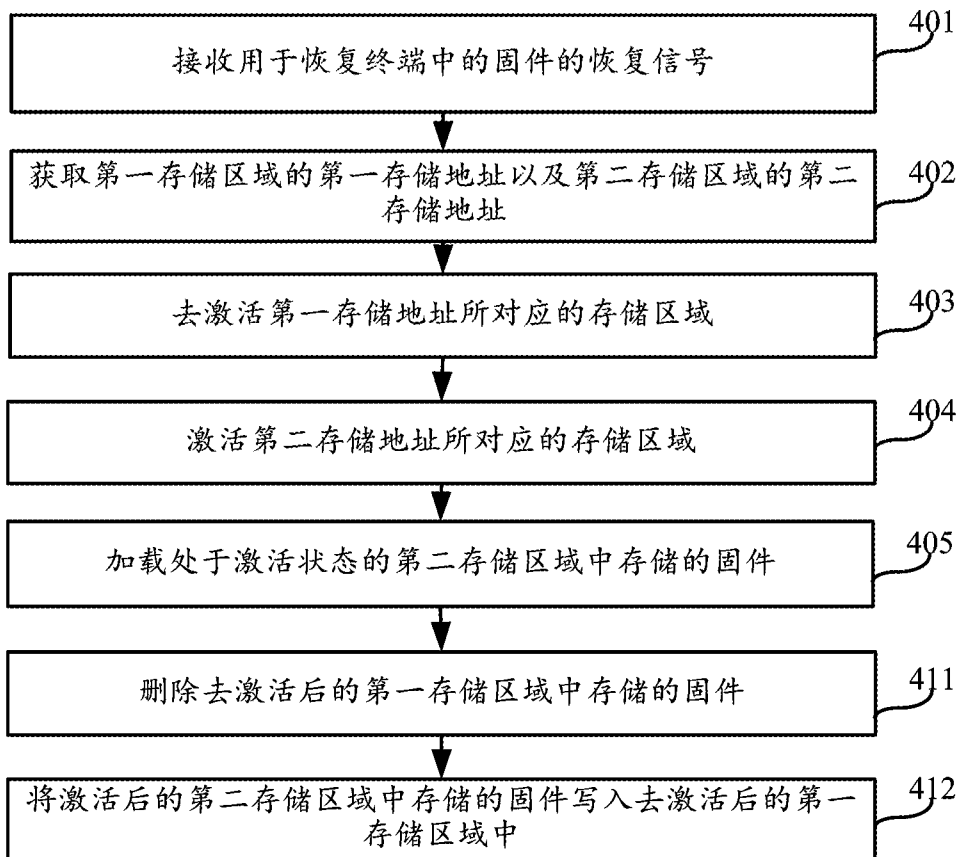 接收用于恢复终端中的固件的恢复信号
401
获取第一存储区域的第一存储地址以及第二存储区域的第二
存储地址
402
去激活第一存储地址所对应的存储区域
403
激活第二存储地址所对应的存储区域
404
加载处于激活状态的第二存储区域中存储的固件
405
删除去激活后的第一存储区域中存储的固件
411
将激活后的第二存储区域中存储的固件写入去激活后的第一
存储区域中
412